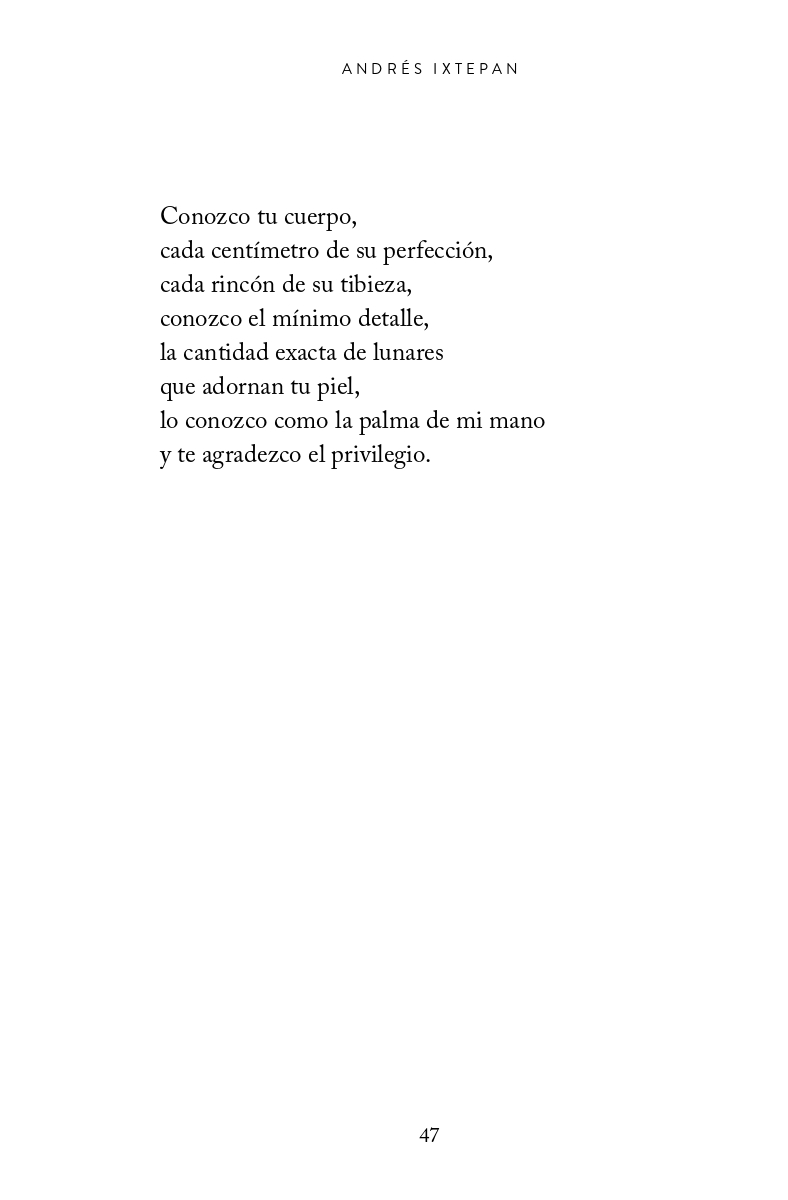 ANDRÉS IXTEPAN
Conozco tu cuerpo,
cada centímetro de su perfección,
cada rincón de su tibieza,
conozco el mínimo detalle,
la cantidad exacta de lunares
que adornan tu piel,
lo conozco como la palma de mi mano
y te agradezco el privilegio.
47